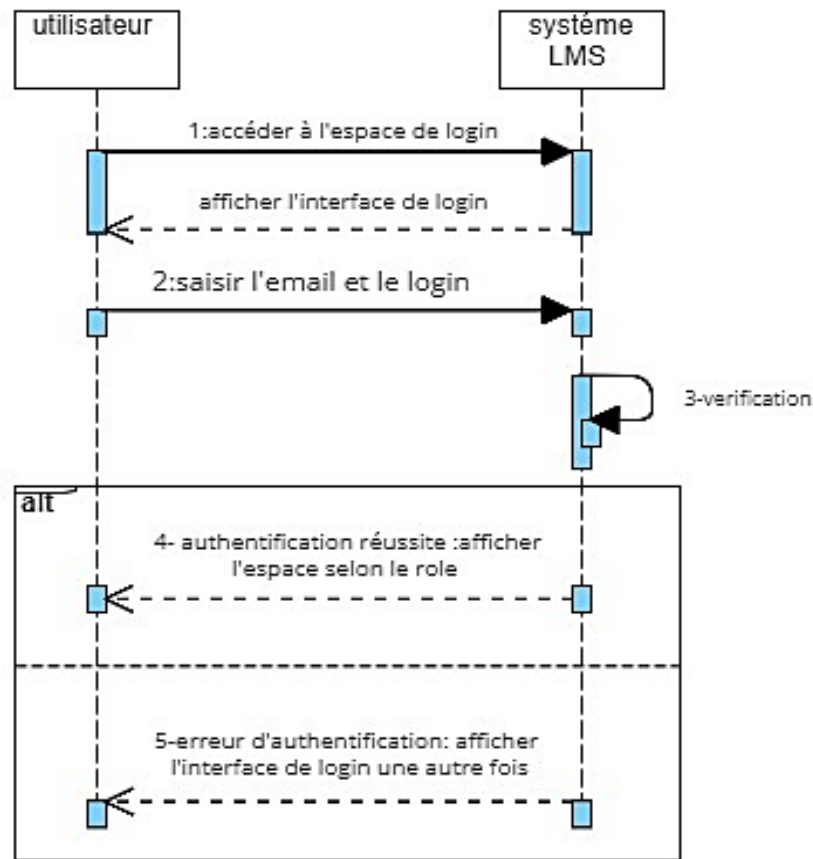 utilisateur
systéme
LMS
1:accéder à l'espace de login
afficher l'interface de login
2:saisir l'email et le login
3-verification
alt
4- authentification réussite :afficher
l'espace selon le role
5-erreur d'authentification: afficher
l'interface de login une autre fois